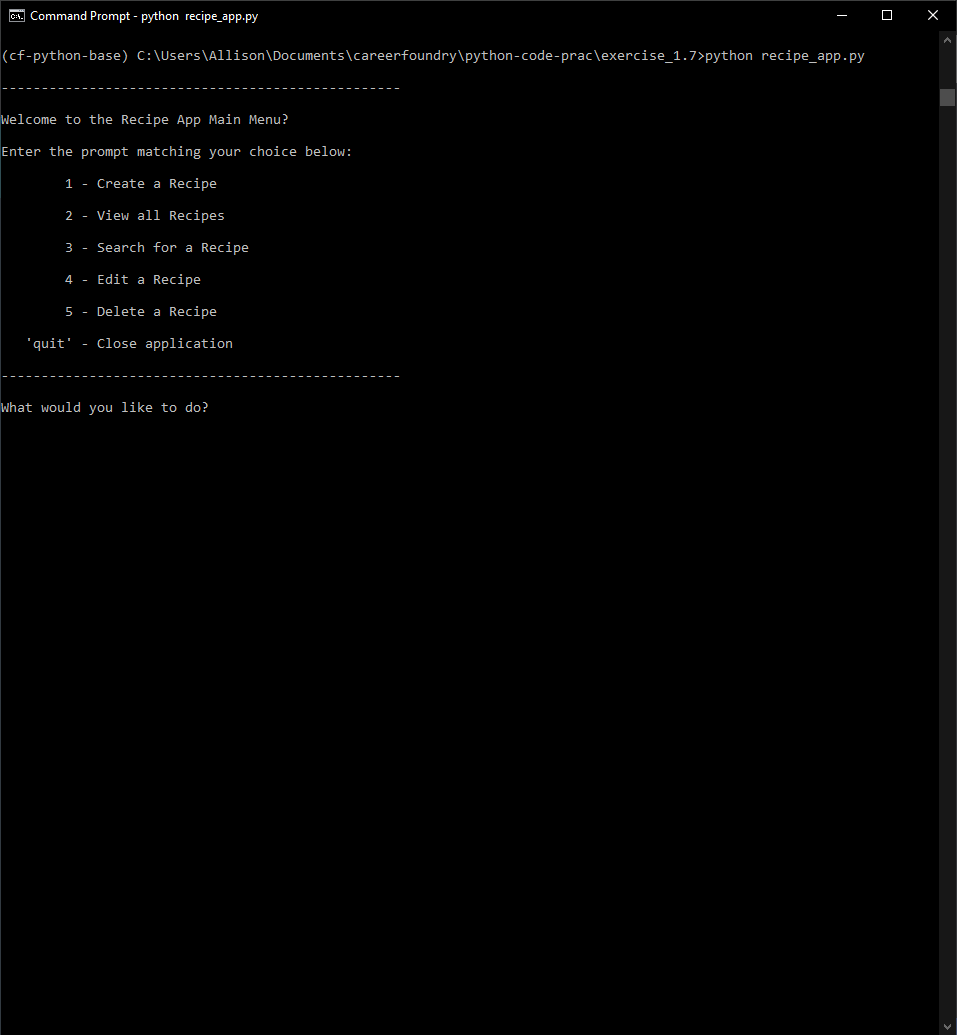 Command Prompt - python  recipe_app.py
(cf-python-base) C:\Users\Allison\Documents\careerfoundry\python-code-prac\exercise_1.7>python recipe_app.py
--------------------------------------------------
Welcome to the Recipe App Main Menu?
Enter the prompt matching your choice below:
1 - Create a Recipe
2 - View all Recipes
3 - Search for a Recipe
4 - Edit a Recipe
5 - Delete a Recipe
'quit' - Close application
--------------------------------------------------
What would you like to do?